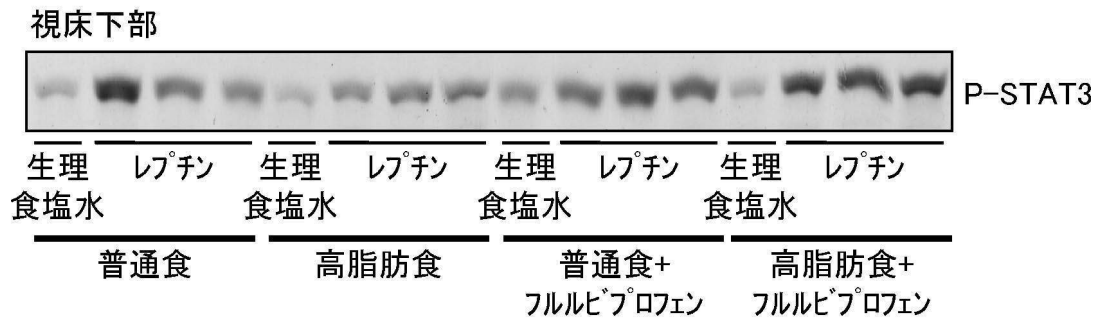 視床下部
P-STAT3
生理 レプチン 生理 レプチン 生理 レプチン 生理 レプチン
食塩水 食塩水 食塩水 食塩水
普通食 高脂肪食 普通食+ 高脂肪食+
フルルビプロフェン フルルビプロフェン